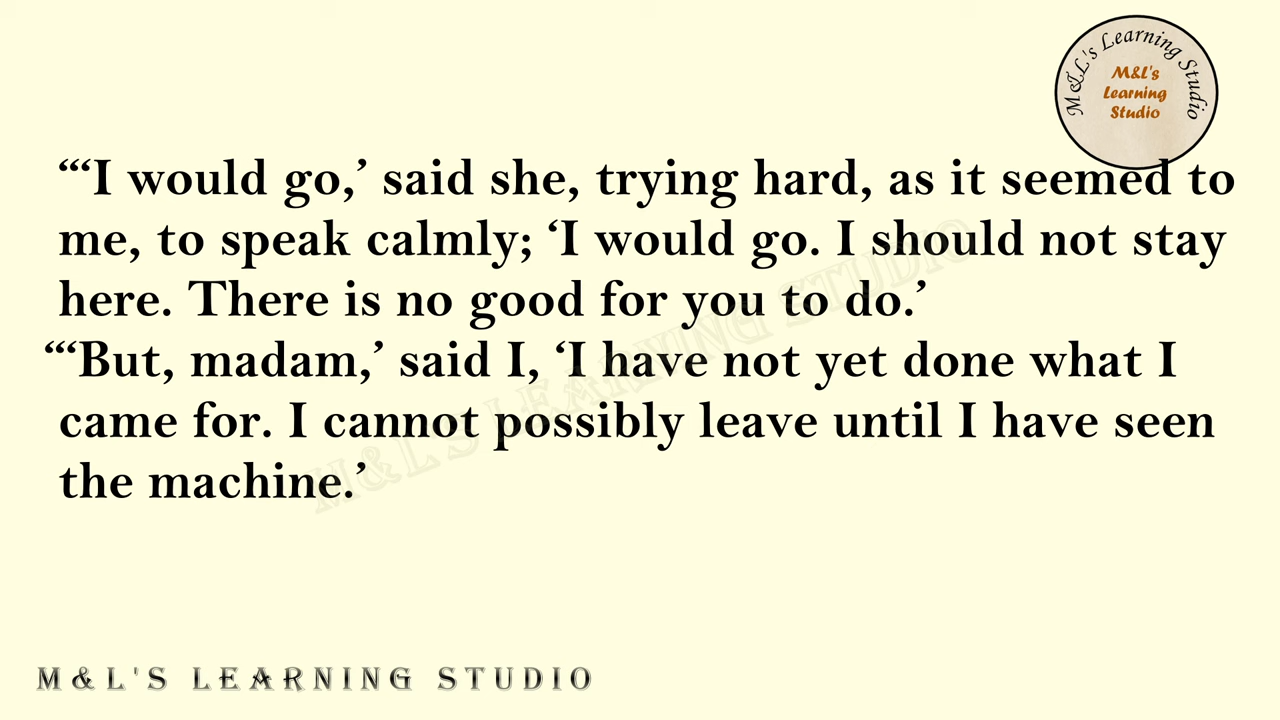 M&L's Learning Studio
M&L's
Learning
Studio
“‘I would go,’ said she, trying hard, as it seemed to
me, to speak calmly; ‘I would go. I should not stay
here. There is no good for you to do.’
“‘But, madam,’ said I, ‘I have not yet done what I
came for. I cannot possibly leave until I have seen
the machine.’
M&L'S LEARNING STUDIO
M&L'S LEARNING STUDIO